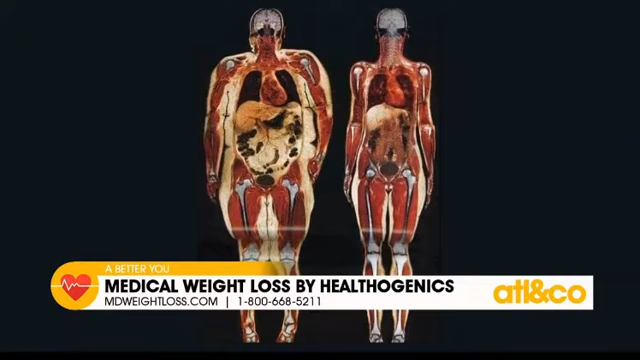 A BETTER YOU
MEDICAL WEIGHT LOSS BY HEALTHOGENICS
MDWEIGHTLOSS.COM | 1-800-668-5211
atl&co